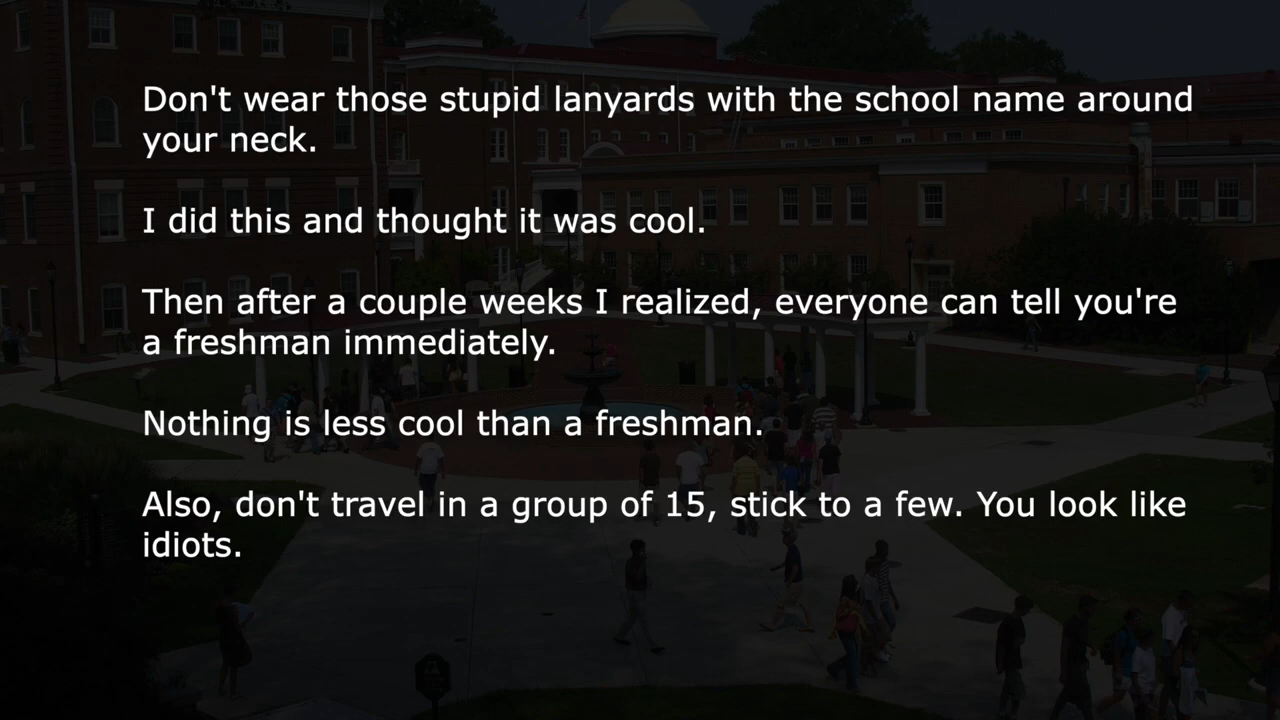 Don't wear those stupid lanyards with the school name around
your neck.
I did this and thought it was cool.
Then after a couple weeks I realized, everyone can tell you're
a freshman immediately.
Nothing is less cool than a freshman.
Also, don't travel in a group of 15, stick to a few. You look like
idiots.